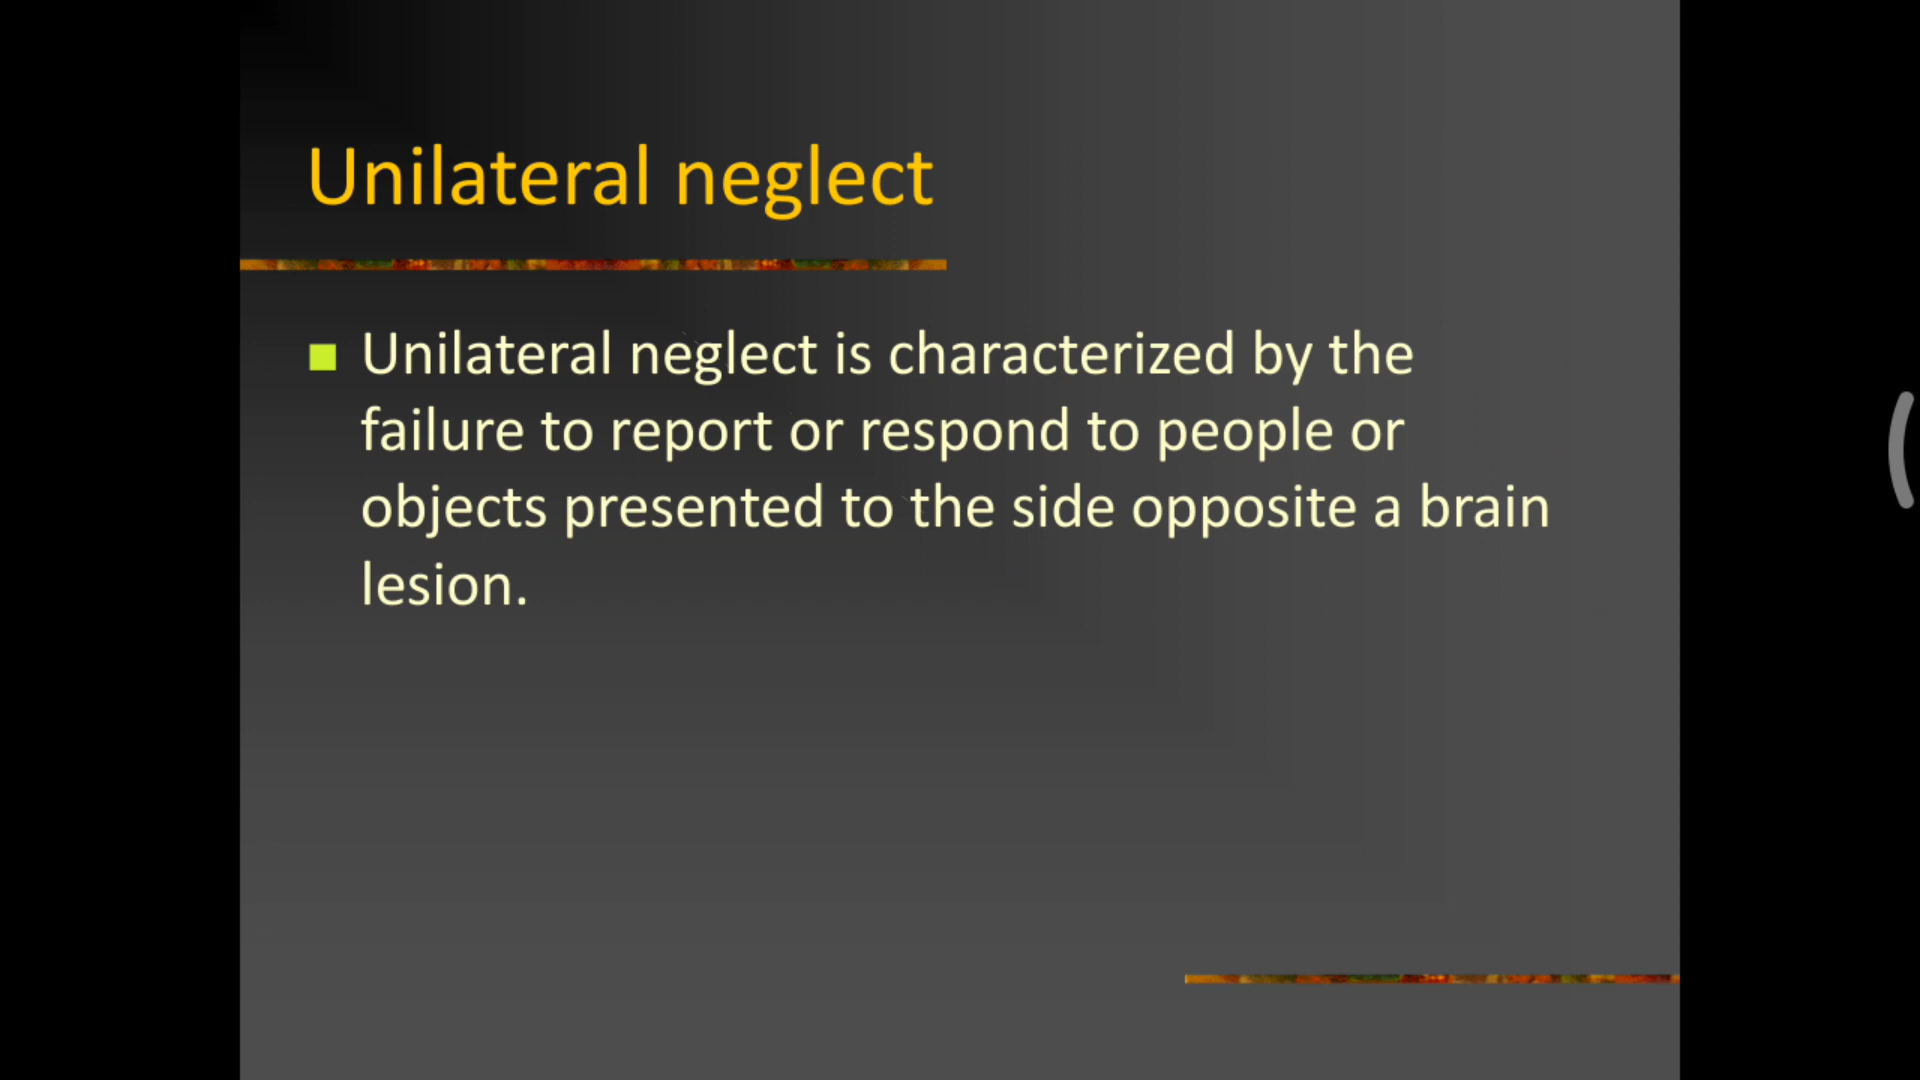 Unilateral neglect
Unilateral neglect is characterized by the
failure to report or respond to people or
objects presented to the side opposite a brain
lesion.